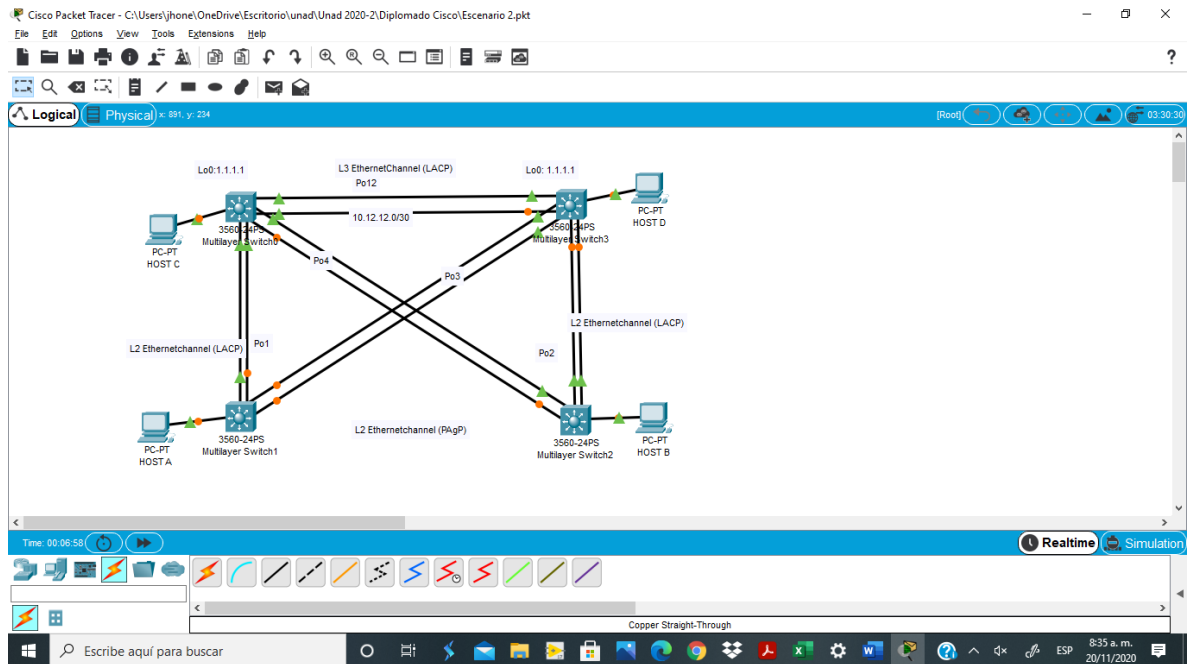 Cisco Packet Tracer - C:\Users\jhone\OneDrive\Escritorio\unad\Unad 2020-2\Diplomado Cisco\Escenario 2.pkt
File Edit Options View Tools Extensions Help
?
Logical Physical x: 891, y: 234 [Root] 03:30:30
Lo0:1.1.1.1
L3 EthernetChannel (LACP)
Lo0: 1.1.1.1
Po12
10.12.12.0/30
3560-24PS
Multilayer Switch0
3560-24PS
Multilayer Switch3
PC-PT
HOST D
PC-PT
HOST C
Po4
Po3
L2 Ethernetchannel (LACP)
L2 Ethernetchannel (LACP)
Po1
Po2
L2 Ethernetchannel (PAgP)
3560-24PS
Multilayer Switch1
PC-PT
HOST A
3560-24PS
Multilayer Switch2
PC-PT
HOST B
Time: 00:06:58
Realtime Simulation
Copper Straight-Through
Escribe aquí para buscar
ESP
8:35 a. m.
20/11/2020